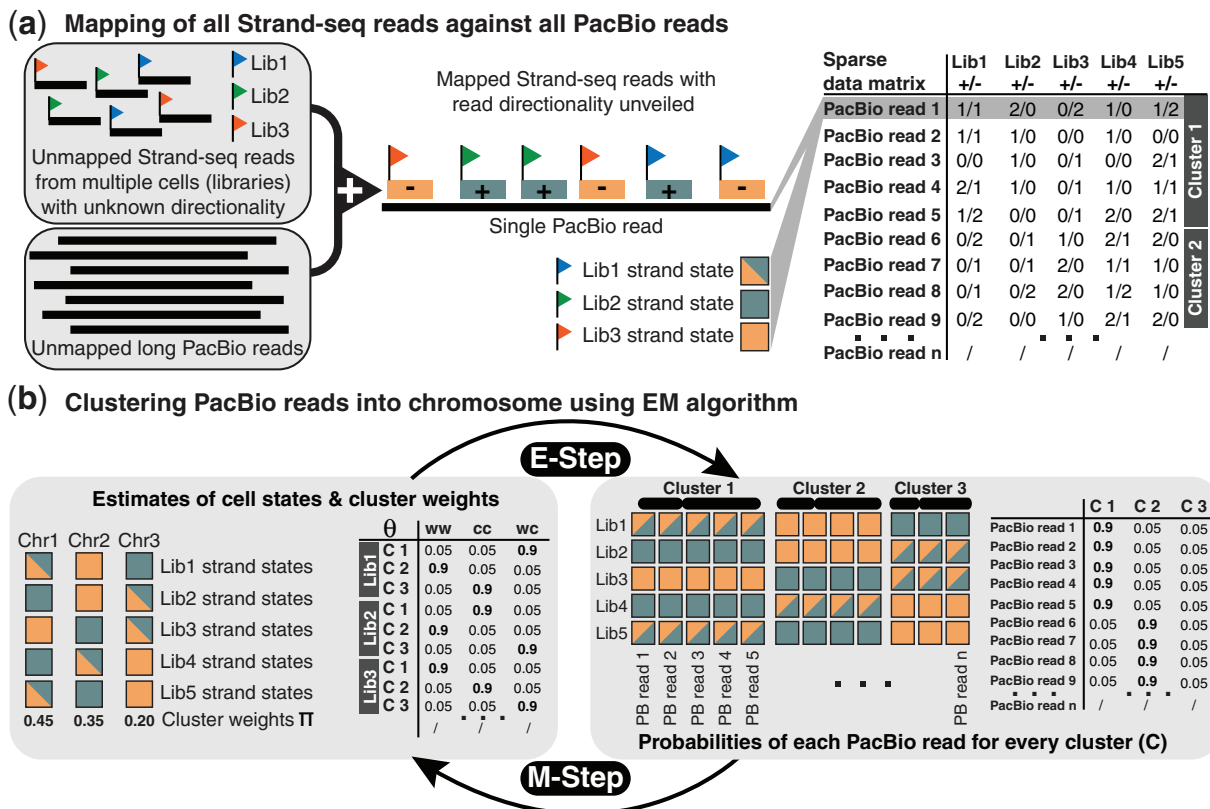 (a) Mapping of all Strand-seq reads against all PacBio reads
Lib1
Lib2
Lib3
Unmapped Strand-seq reads
from multiple cells (libraries)
with unknown directionality
+
Unmapped long PacBio reads
Mapped Strand-seq reads with
read directionality unveiled
- + + - + -
Single PacBio read
Lib1 strand state
Lib2 strand state
Lib3 strand state
Sparse Lib1 Lib2 Lib3 Lib4 Lib5
data matrix +/- +/- +/- +/- +/-
PacBio read 1 1/1 2/0 0/2 1/0 1/2
PacBio read 2 1/1 1/0 0/0 1/0 0/0
PacBio read 3 0/0 1/0 0/1 0/0 2/1
PacBio read 4 2/1 1/0 0/1 1/0 1/1
PacBio read 5 1/2 0/0 0/1 2/0 2/1
PacBio read 6 0/2 0/1 1/0 2/1 2/0
PacBio read 7 0/1 0/1 2/0 1/1 1/0
PacBio read 8 0/1 0/2 2/0 1/2 1/0
PacBio read 9 0/2 0/0 1/0 2/1 2/0
PacBio read n / / / / /
Cluster 1
Cluster 2
(b) Clustering PacBio reads into chromosome using EM algorithm
E-Step
Estimates of cell states & cluster weights
Chr1 Chr2 Chr3
Lib1 strand states
Lib2 strand states
Lib3 strand states
Lib4 strand states
Lib5 strand states
0.45 0.35 0.20 Cluster weights π
θ ww cc wc
Lib1
C 1 0.05 0.05 0.9
C 2 0.9 0.05 0.05
C 3 0.05 0.9 0.05
Lib2
C 1 0.05 0.9 0.05
C 2 0.9 0.05 0.05
C 3 0.05 0.05 0.9
Lib3
C 1 0.9 0.05 0.05
C 2 0.05 0.9 0.05
C 3 0.05 0.05 0.9
/ / /
Cluster 1 Cluster 2 Cluster 3
Lib1
Lib2
Lib3
Lib4
Lib5
PB read 1
PB read 2
PB read 3
PB read 4
PB read 5
PB read n
C 1 C 2 C 3
PacBio read 1 0.9 0.05 0.05
PacBio read 2 0.9 0.05 0.05
PacBio read 3 0.9 0.05 0.05
PacBio read 4 0.9 0.05 0.05
PacBio read 5 0.9 0.05 0.05
PacBio read 6 0.05 0.9 0.05
PacBio read 7 0.05 0.9 0.05
PacBio read 8 0.05 0.9 0.05
PacBio read 9 0.05 0.9 0.05
PacBio read n / / /
Probabilities of each PacBio read for every cluster (C)
M-Step